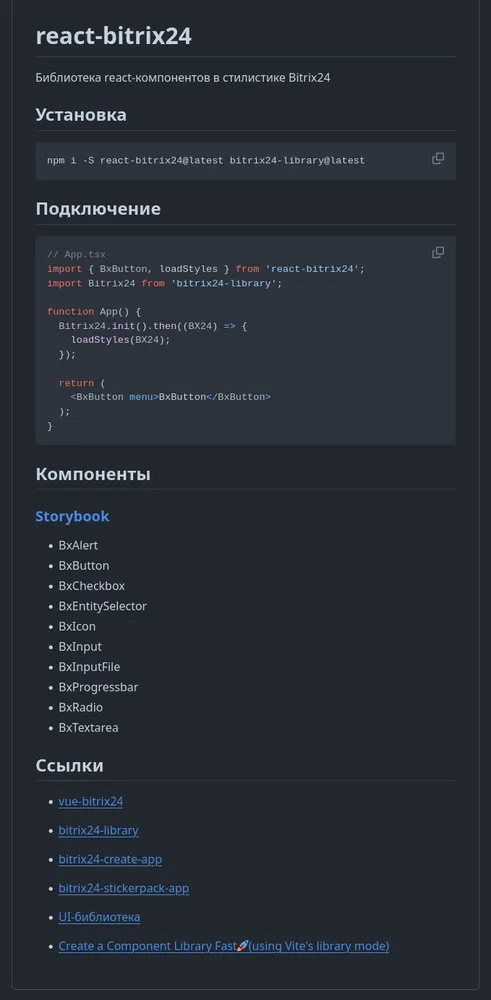 react-bitrix24
Библиотека react-компонентов в стилистике Bitrix24
Установка
npm i -S react-bitrix24@latest bitrix24-library@latest
Подключение
// App.tsx
import { BxButton, loadStyles } from 'react-bitrix24';
import Bitrix24 from 'bitrix24-library';
function App() {
  Bitrix24.init().then((BX24) => {
    loadStyles(BX24);
  });
  return (
    <BxButton menu>BxButton</BxButton>
  );
}
Компоненты
Storybook
• BxAlert
• BxButton
• BxCheckbox
• BxEntitySelector
• BxIcon
• BxInput
• BxInputFile
• BxProgressbar
• BxRadio
• BxTextarea
Ссылки
• vue-bitrix24
• bitrix24-library
• bitrix24-create-app
• bitrix24-stickerpack-app
• UI-библиотека
• Create a Component Library Fast🚀(using Vite's library mode)